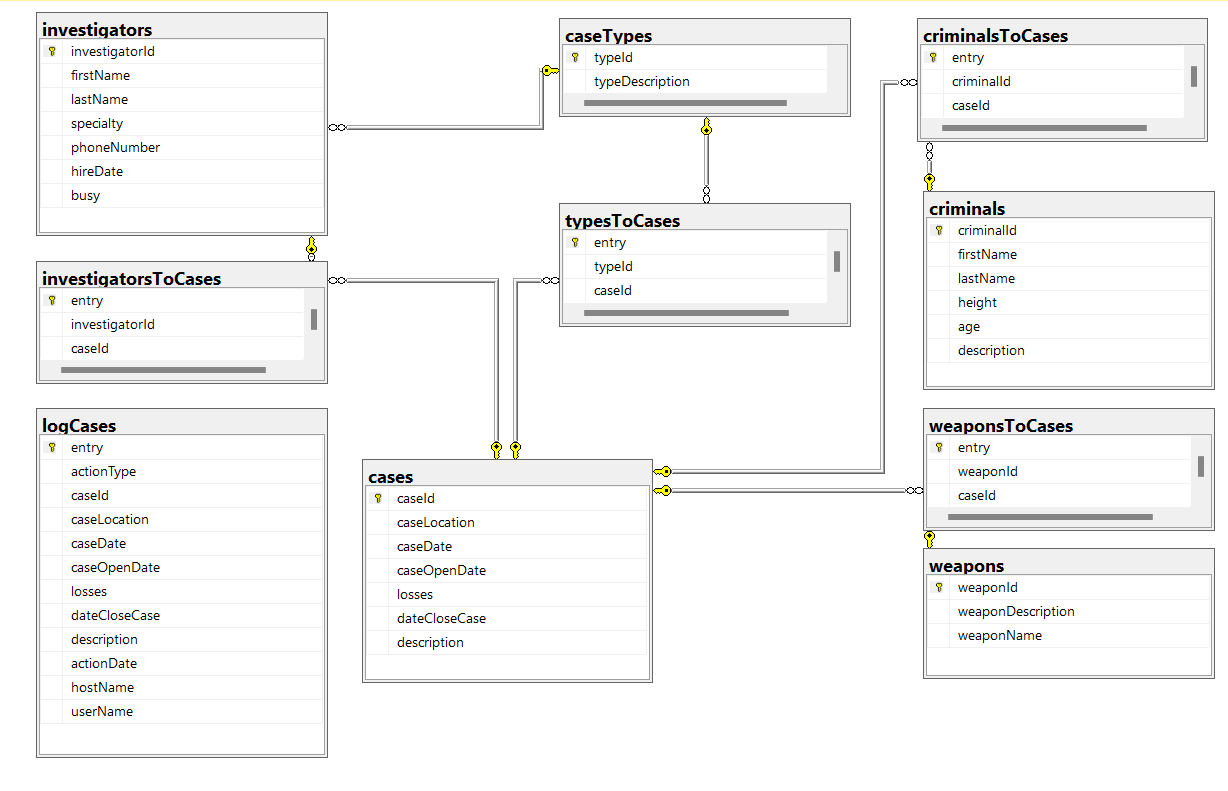 investigators
investigatorId
firstName
lastName
specialty
phoneNumber
hireDate
busy
caseTypes
typeId
typeDescription
criminalsToCases
entry
criminalId
caseId
typesToCases
entry
typeId
caseId
criminals
criminalId
firstName
lastName
height
age
description
investigatorsToCases
entry
investigatorId
caseId
logCases
entry
actionType
caseId
caseLocation
caseDate
caseOpenDate
losses
dateCloseCase
description
actionDate
hostName
userName
cases
caseId
caseLocation
caseDate
caseOpenDate
losses
dateCloseCase
description
weaponsToCases
entry
weaponId
caseId
weapons
weaponId
weaponDescription
weaponName